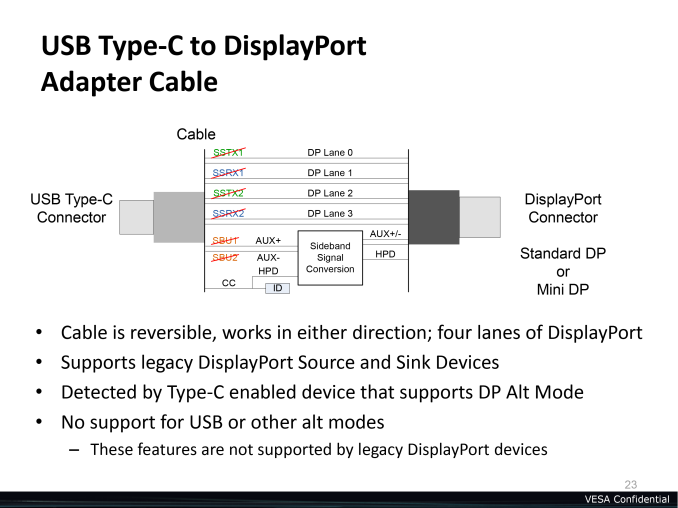 USB Type-C to DisplayPort
Adapter Cable
Cable
SSTX1 DP Lane 0
SSRX1 DP Lane 1
USB Type-C
Connector
SSTX2 DP Lane 2
SSRX2 DP Lane 3
DisplayPort
Connector
SBU1 AUX+
SBU2 AUX-
HPD
CC
ID
Sideband
Signal
Conversion
AUX+/-
HPD
Standard DP
or
Mini DP
• Cable is reversible, works in either direction; four lanes of DisplayPort
• Supports legacy DisplayPort Source and Sink Devices
• Detected by Type-C enabled device that supports DP Alt Mode
• No support for USB or other alt modes
– These features are not supported by legacy DisplayPort devices
23
VESA Confidential